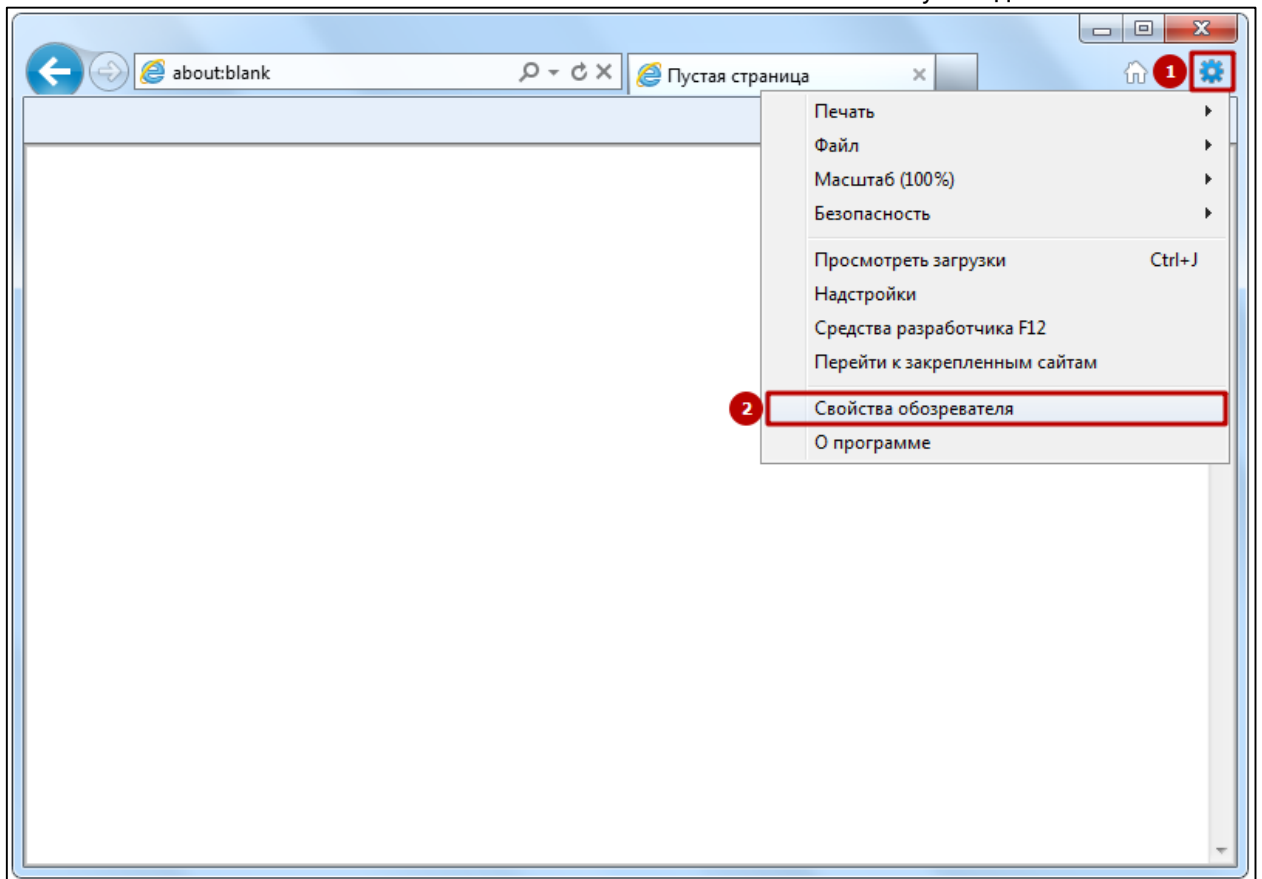 about:blank
Пустая страница
1
Печать
Файл
Масштаб (100%)
Безопасность
Просмотреть загрузки Ctrl+J
Надстройки
Средства разработчика F12
Перейти к закрепленным сайтам
2 Свойства обозревателя
О программе